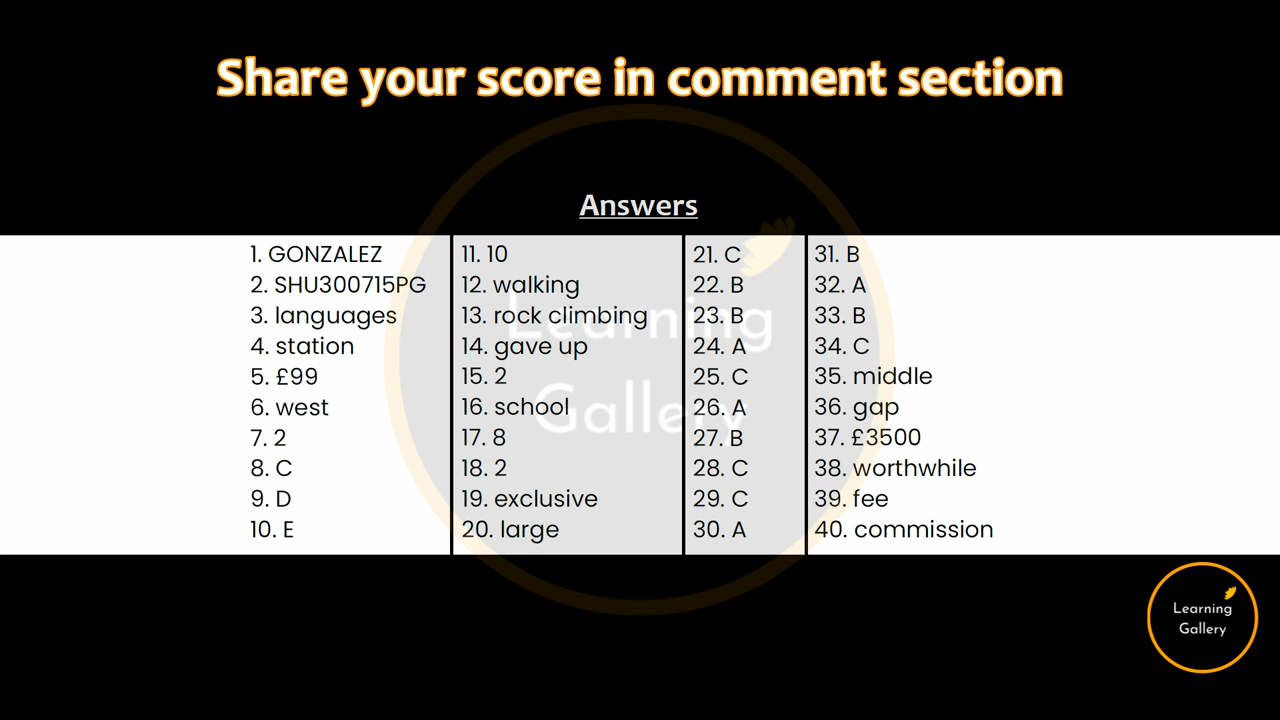 Share your score in comment section
Answers
1. GONZALEZ
2. SHU300715PG
3. languages
4. station
5. £99
6. west
7. 2
8. C
9. D
10. E
11. 10
12. walking
13. rock climbing
14. gave up
15. 2
16. school
17. 8
18. 2
19. exclusive
20. large
21. C
22. B
23. B
24. A
25. C
26. A
27. B
28. C
29. C
30. A
31. B
32. A
33. B
34. C
35. middle
36. gap
37. £3500
38. worthwhile
39. fee
40. commission
Learning
Gallery
Learning
Gallery